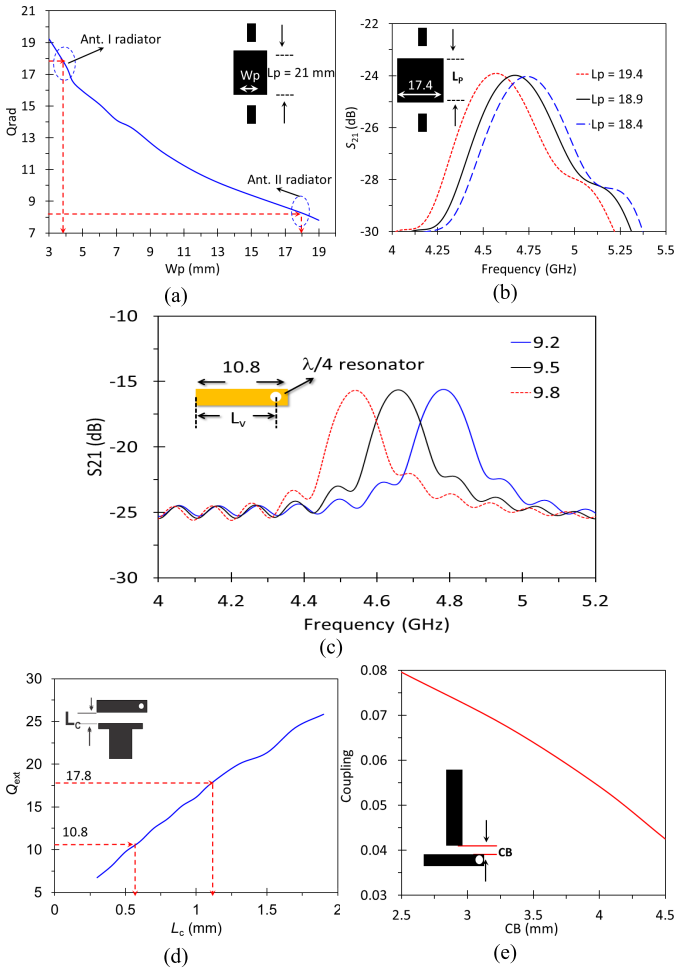 19
17
15
13
11
9
7
Qrad
3 5 7 9 11 13 15 17 19
Wp (mm)
Ant. I radiator
Wp
Lp = 21 mm
Ant. II radiator
(a)
-22
-24
-26
-28
-30
S21 (dB)
4 4.25 4.5 4.75 5 5.25 5.5
Frequency (GHz)
17.4
LP
Lp = 19.4
Lp = 18.9
Lp = 18.4
(b)
-10
-15
-20
-25
-30
S21 (dB)
4 4.2 4.4 4.6 4.8 5 5.2
Frequency (GHz)
10.8
λ/4 resonator
Lv
9.2
9.5
9.8
(c)
30
25
20
15
10
5
Qext
0 0.5 1 1.5 2
Lc (mm)
Lc
17.8
10.8
(d)
0.08
0.07
0.06
0.05
0.04
0.03
Coupling
2.5 3 3.5 4 4.5
CB (mm)
CB
(e)